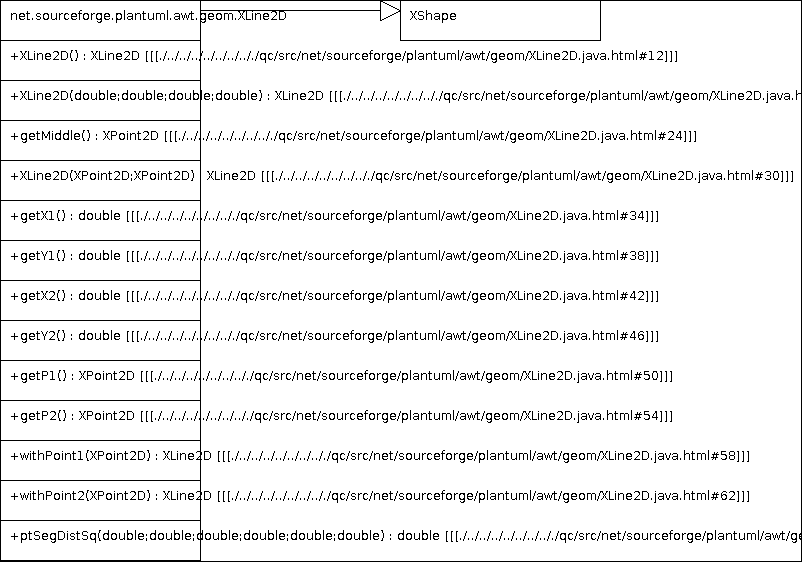 net.sourceforge.plantuml.awt.geom.XLine2D
XShape
+XLine2D() : XLine2D [[[./../../../../../../../qc/src/net/sourceforge/plantuml/awt/geom/XLine2D.java.html#12]]]
+XLine2D(double;double;double;double) : XLine2D [[[./../../../../../../../qc/src/net/sourceforge/plantuml/awt/geom/XLine2D.java.h
+getMiddle() : XPoint2D [[[./../../../../../../../qc/src/net/sourceforge/plantuml/awt/geom/XLine2D.java.html#24]]]
+XLine2D(XPoint2D;XPoint2D) : XLine2D [[[./../../../../../../../qc/src/net/sourceforge/plantuml/awt/geom/XLine2D.java.html#30]]]
+getX1() : double [[[./../../../../../../../qc/src/net/sourceforge/plantuml/awt/geom/XLine2D.java.html#34]]]
+getY1() : double [[[./../../../../../../../qc/src/net/sourceforge/plantuml/awt/geom/XLine2D.java.html#38]]]
+getX2() : double [[[./../../../../../../../qc/src/net/sourceforge/plantuml/awt/geom/XLine2D.java.html#42]]]
+getY2() : double [[[./../../../../../../../qc/src/net/sourceforge/plantuml/awt/geom/XLine2D.java.html#46]]]
+getP1() : XPoint2D [[[./../../../../../../../qc/src/net/sourceforge/plantuml/awt/geom/XLine2D.java.html#50]]]
+getP2() : XPoint2D [[[./../../../../../../../qc/src/net/sourceforge/plantuml/awt/geom/XLine2D.java.html#54]]]
+withPoint1(XPoint2D) : XLine2D [[[./../../../../../../../qc/src/net/sourceforge/plantuml/awt/geom/XLine2D.java.html#58]]]
+withPoint2(XPoint2D) : XLine2D [[[./../../../../../../../qc/src/net/sourceforge/plantuml/awt/geom/XLine2D.java.html#62]]]
+ptSegDistSq(double;double;double;double;double;double) : double [[[./../../../../../../../qc/src/net/sourceforge/plantuml/awt/ge